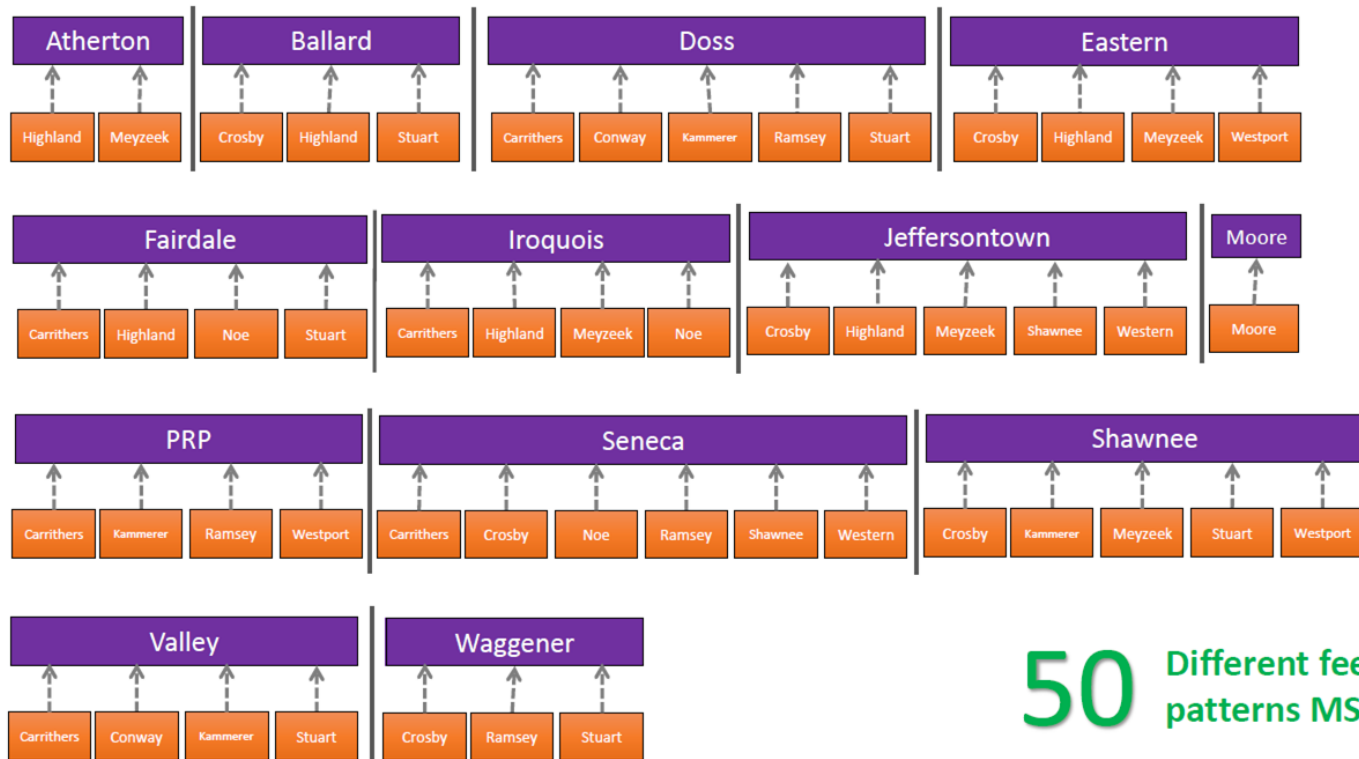 Atherton Ballard Doss Eastern
Highland Meyzeek Crosby Highland Stuart Carrithers Conway Kammerer Ramsey Stuart Crosby Highland Meyzeek Westport
Fairdale Iroquois Jeffersontown Moore
Carrithers Highland Noe Stuart Carrithers Highland Meyzeek Noe Crosby Highland Meyzeek Shawnee Western Moore
PRP Seneca Shawnee
Carrithers Kammerer Ramsey Westport Carrithers Crosby Noe Ramsey Shawnee Western Crosby Kammerer Meyzeek Stuart Westport
Valley Waggener
Carrithers Conway Kammerer Stuart Crosby Ramsey Stuart
50 Different fee
patterns MS